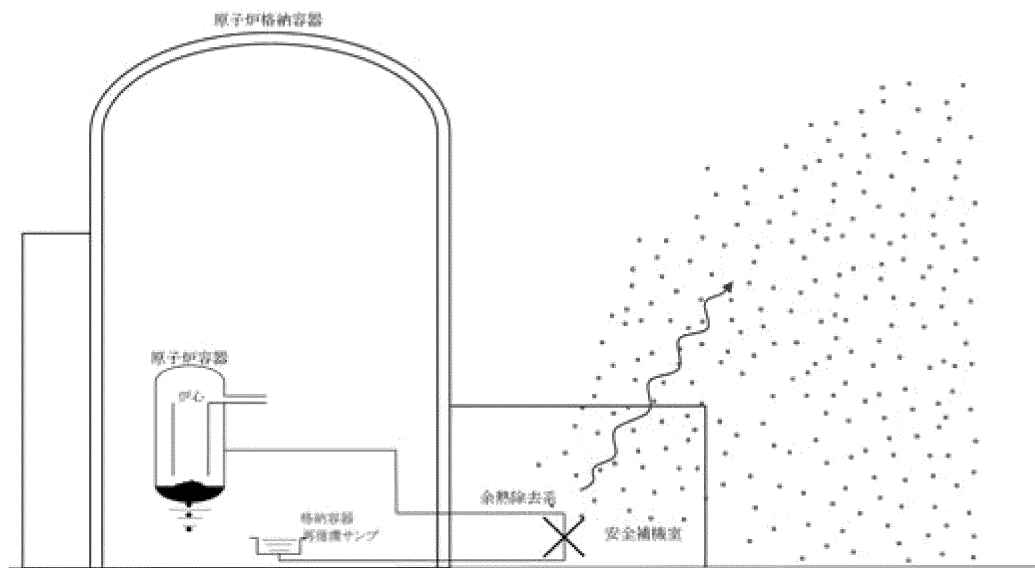 原子炉格納容器
原子炉容器
炉心
余熱除去系
格納容器
再循環サンプ
安全補機室